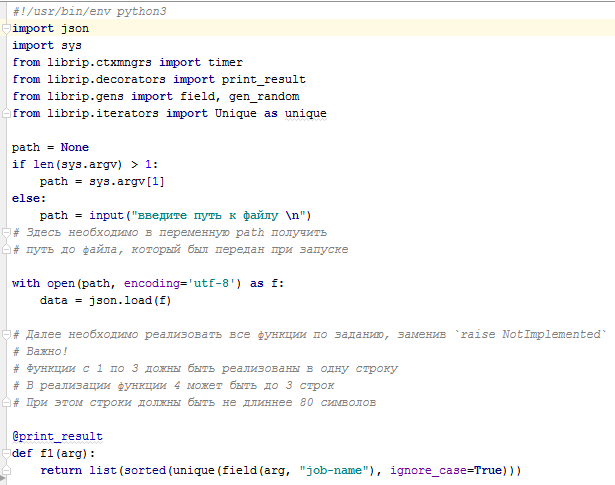 #!/usr/bin/env python3
import json
import sys
from librip.ctxmngrs import timer
from librip.decorators import print_result
from librip.gens import field, gen_random
from librip.iterators import Unique as unique

path = None
if len(sys.argv) > 1:
    path = sys.argv[1]
else:
    path = input("введите путь к файлу \n")
# Здесь необходимо в переменную path получить
# путь до файла, который был передан при запуске

with open(path, encoding='utf-8') as f:
    data = json.load(f)

# Далее необходимо реализовать все функции по заданию, заменив `raise NotImplemented`
# Важно!
# Функции с 1 по 3 дожны быть реализованы в одну строку
# В реализации функции 4 может быть до 3 строк
# При этом строки должны быть не длиннее 80 символов

@print_result
def f1(arg):
    return list(sorted(unique(field(arg, "job-name"), ignore_case=True)))